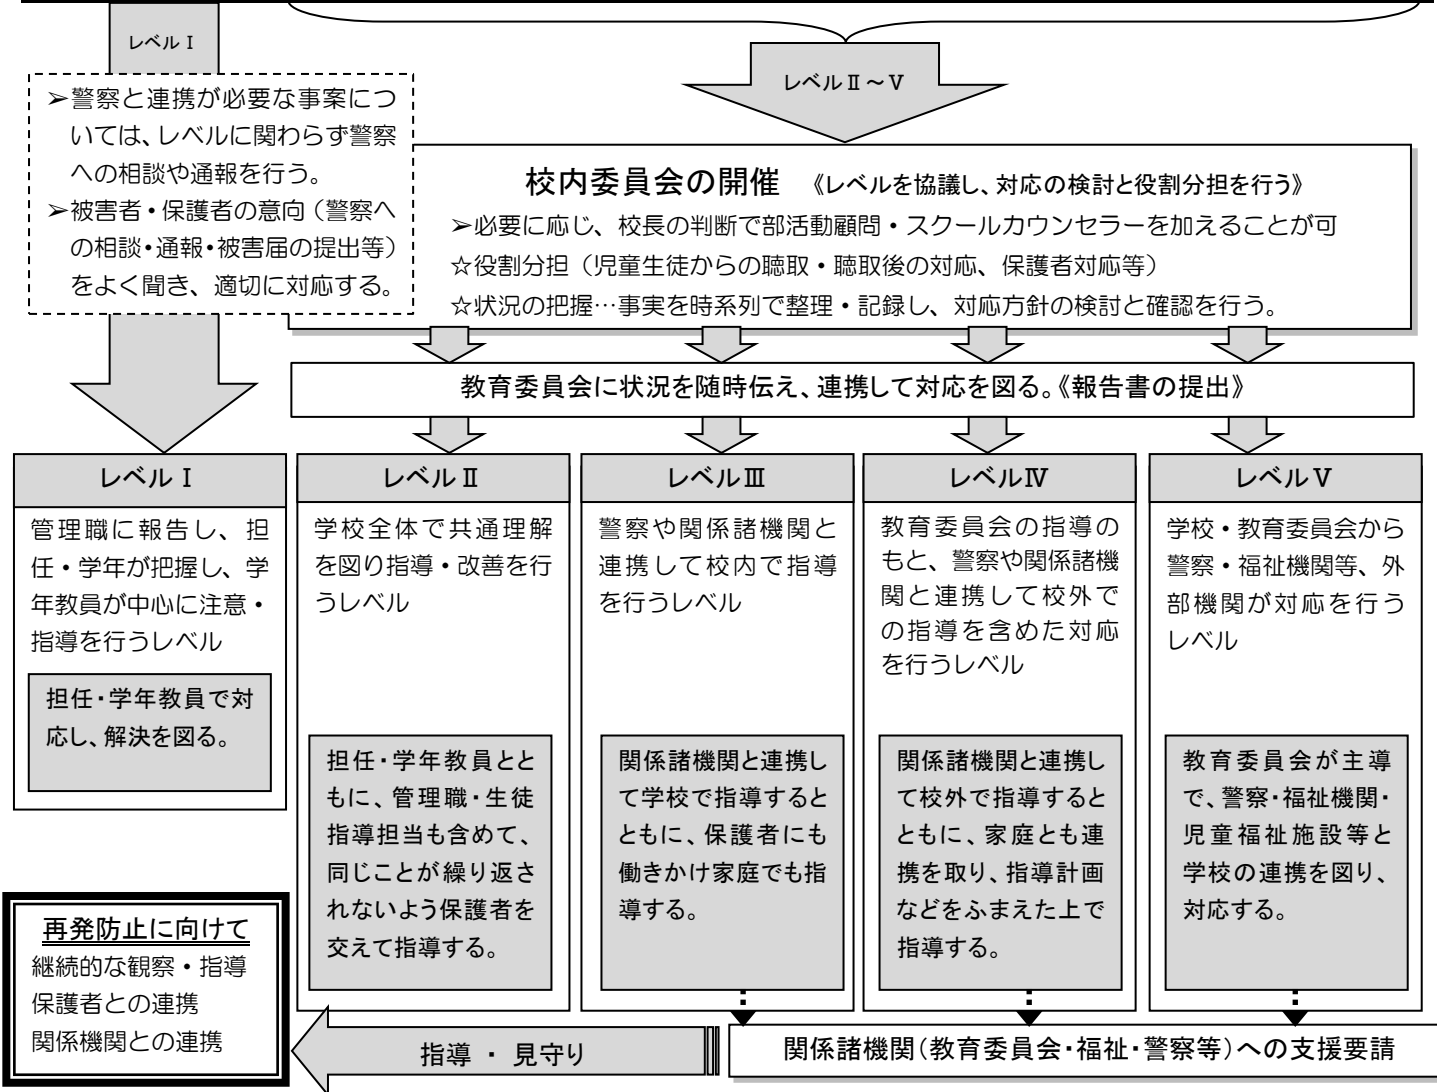 レベルⅠ
レベルⅡ～Ⅴ
➢警察と連携が必要な事案につ
いては、レベルに関わらず警察
への相談や通報を行う。
➢被害者・保護者の意向（警察へ
の相談・通報・被害届の提出等）
をよく聞き、適切に対応する。
校内委員会の開催　《レベルを協議し、対応の検討と役割分担を行う》
➢必要に応じ、校長の判断で部活動顧問・スクールカウンセラーを加えることが可
☆役割分担（児童生徒からの聴取・聴取後の対応、保護者対応等）
☆状況の把握…事実を時系列で整理・記録し、対応方針の検討と確認を行う。
教育委員会に状況を随時伝え、連携して対応を図る。《報告書の提出》
レベルⅠ
管理職に報告し、担
任・学年が把握し、学
年教員が中心に注意・
指導を行うレベル
担任・学年教員で対
応し、解決を図る。
レベルⅡ
学校全体で共通理解
を図り指導・改善を行
うレベル
担任・学年教員とと
もに、管理職・生徒
指導担当も含めて、
同じことが繰り返さ
れないよう保護者を
交えて指導する。
レベルⅢ
警察や関係諸機関と
連携して校内で指導
を行うレベル
関係諸機関と連携し
て学校で指導すると
ともに、保護者にも
働きかけ家庭でも指
導する。
レベルⅣ
教育委員会の指導の
もと、警察や関係諸機
関と連携して校外で
の指導を含めた対応
を行うレベル
関係諸機関と連携し
て校外で指導すると
ともに、家庭とも連
携を取り、指導計画
などをふまえた上で
指導する。
レベルⅤ
学校・教育委員会から
警察・福祉機関等、外
部機関が対応を行う
レベル
教育委員会が主導
で、警察・福祉機関・
児童福祉施設等と
学校の連携を図り、
対応する。
再発防止に向けて
継続的な観察・指導
保護者との連携
関係機関との連携
指導 ・ 見守り
関係諸機関（教育委員会・福祉・警察等）への支援要請